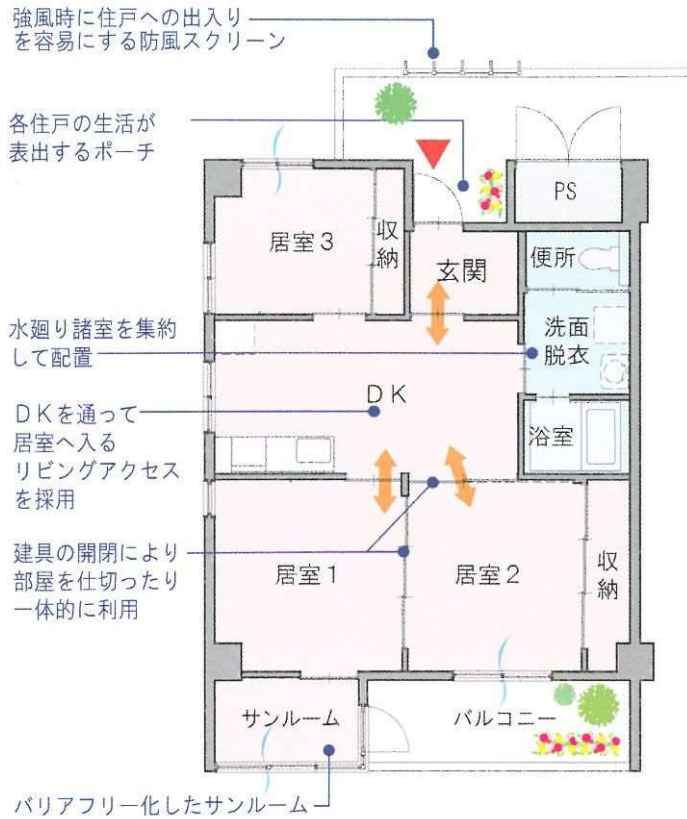 強風時に住戸への出入り
を容易にする防風スクリーン
各住戸の生活が
表出するポーチ
PS
居室3
収納
玄関
便所
水廻り諸室を集約
して配置
洗面
脱衣
DK
DKを通って
居室へ入る
リビングアクセス
を採用
浴室
建具の開閉により
部屋を仕切ったり
一体的に利用
居室1
居室2
収納
サンルーム
バルコニー
バリアフリー化したサンルーム